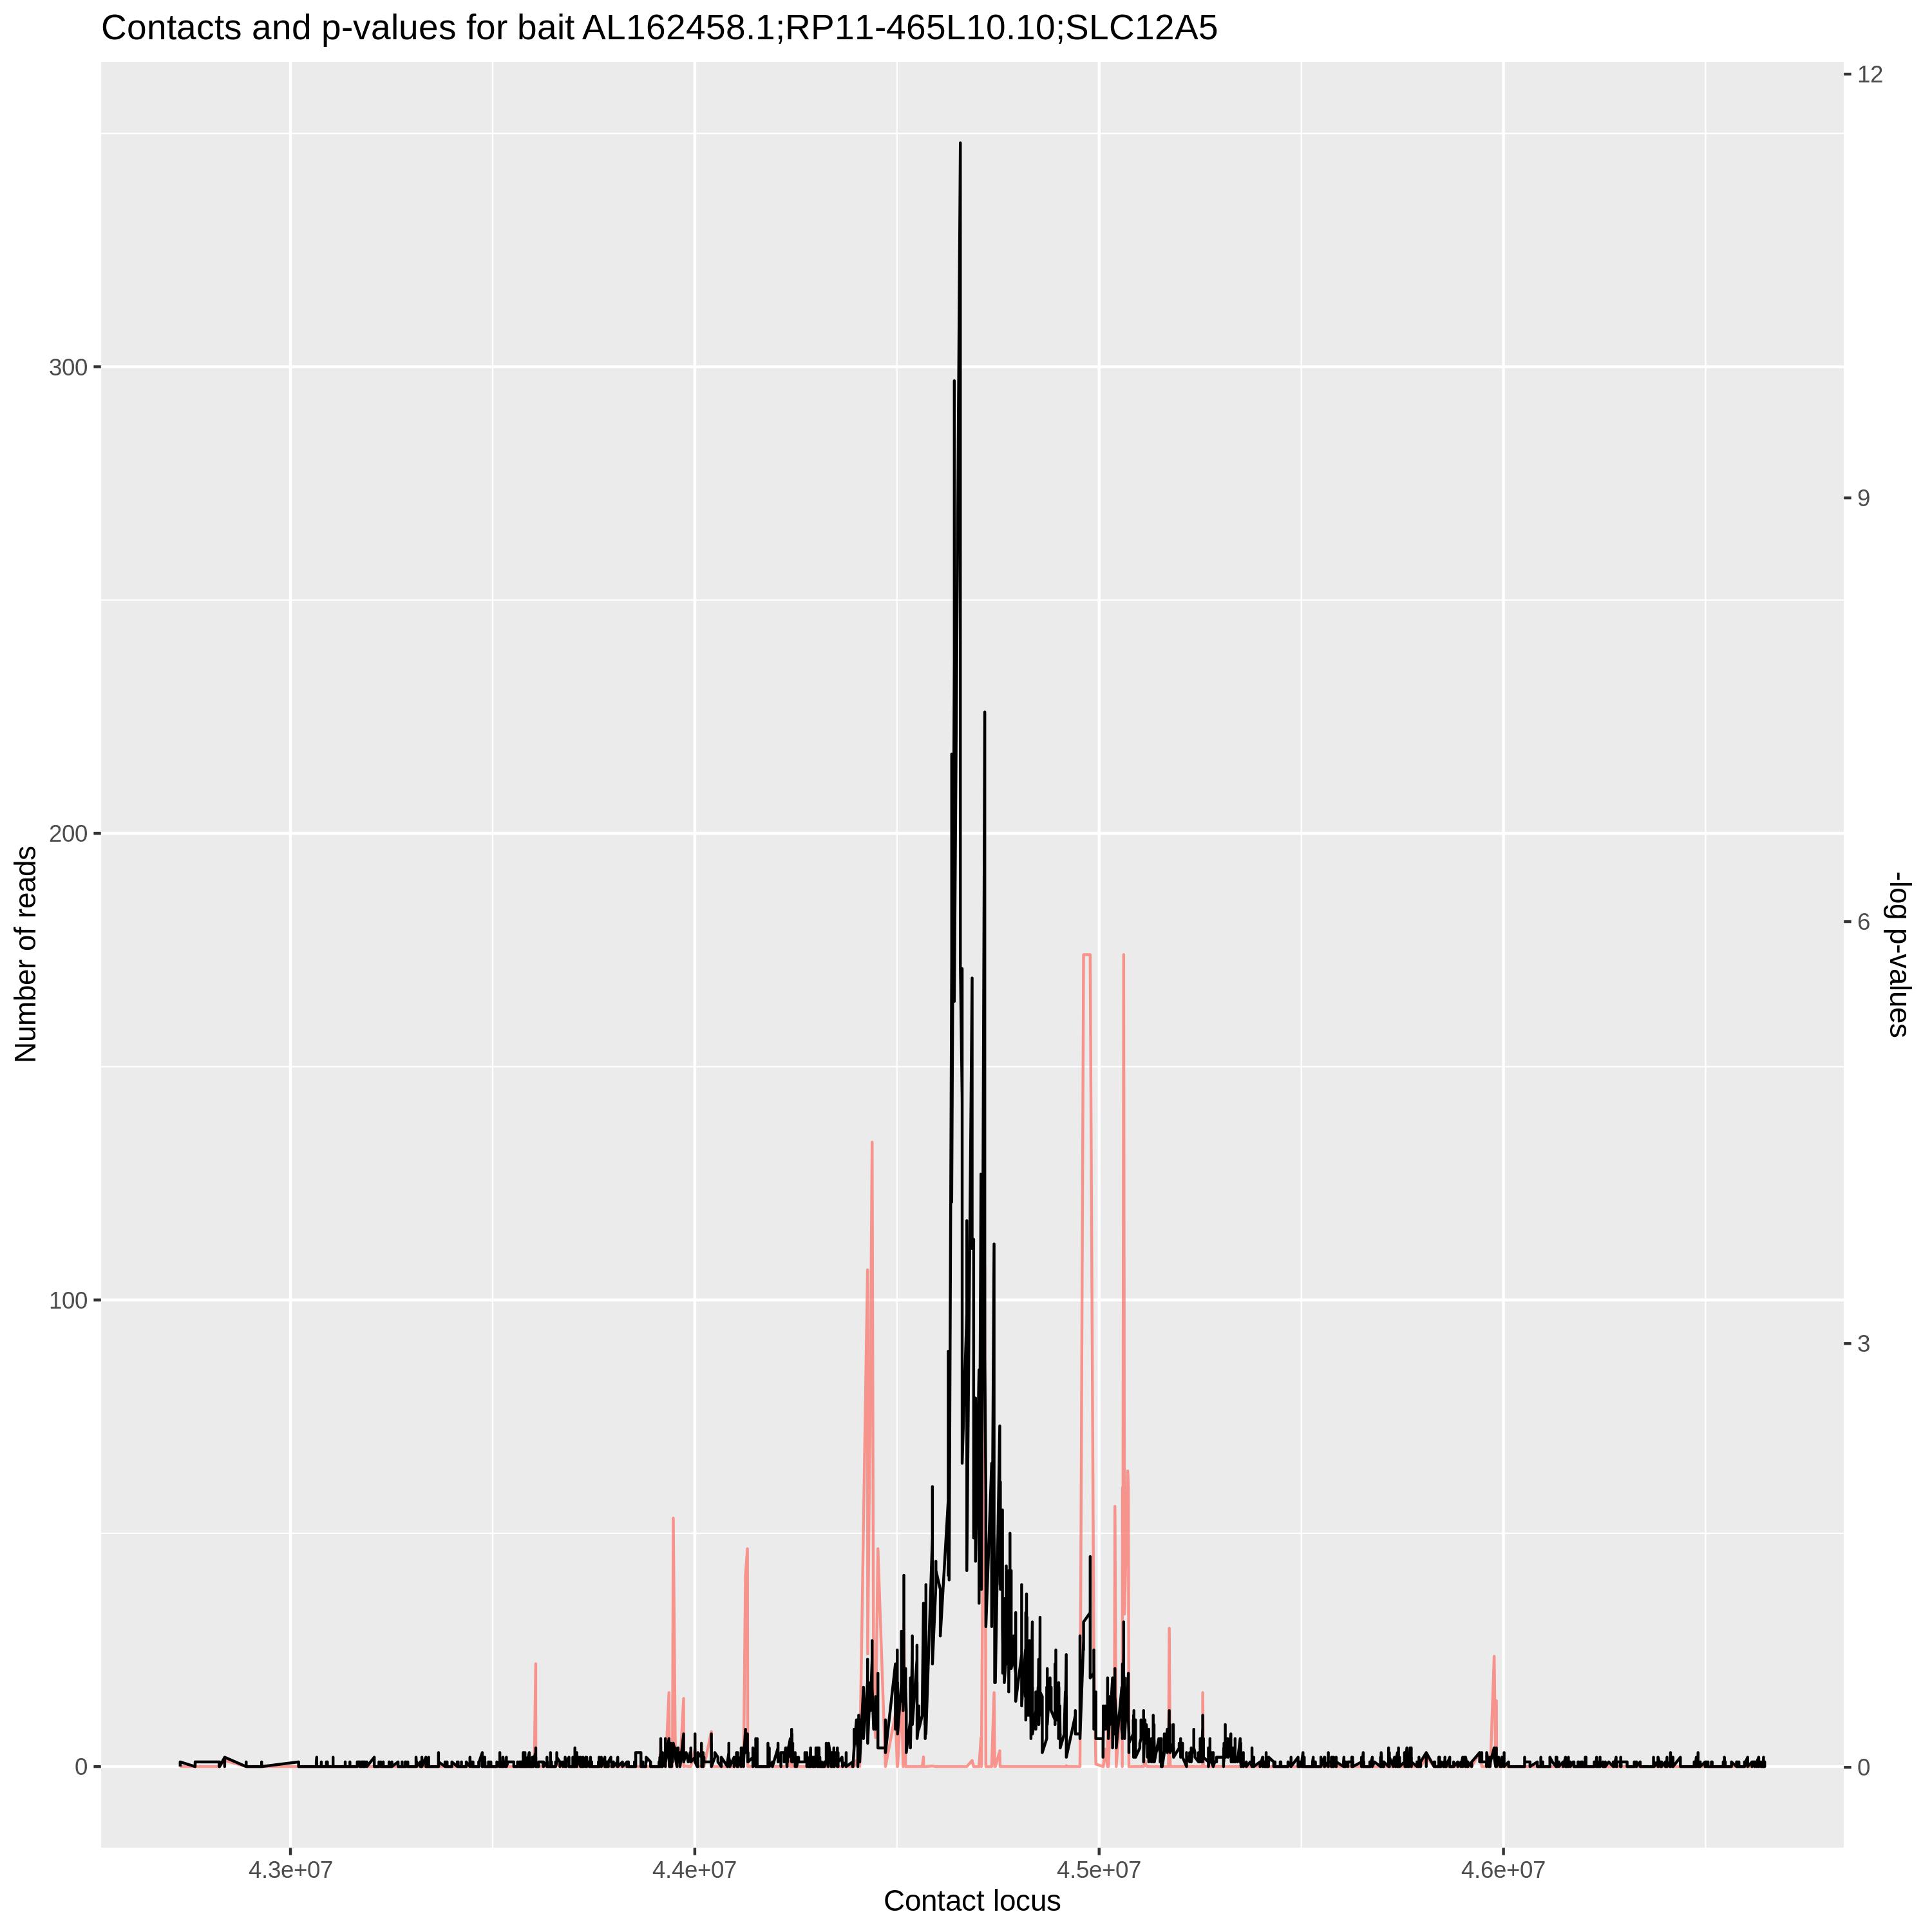 Contacts and p-values for bait AL162458.1;RP11-465L10.10;SLC12A5
Number of reads
300
200
100
0
12
9
6
3
0
-log p-values
4.3e+07
4.4e+07
4.5e+07
4.6e+07
Contact locus